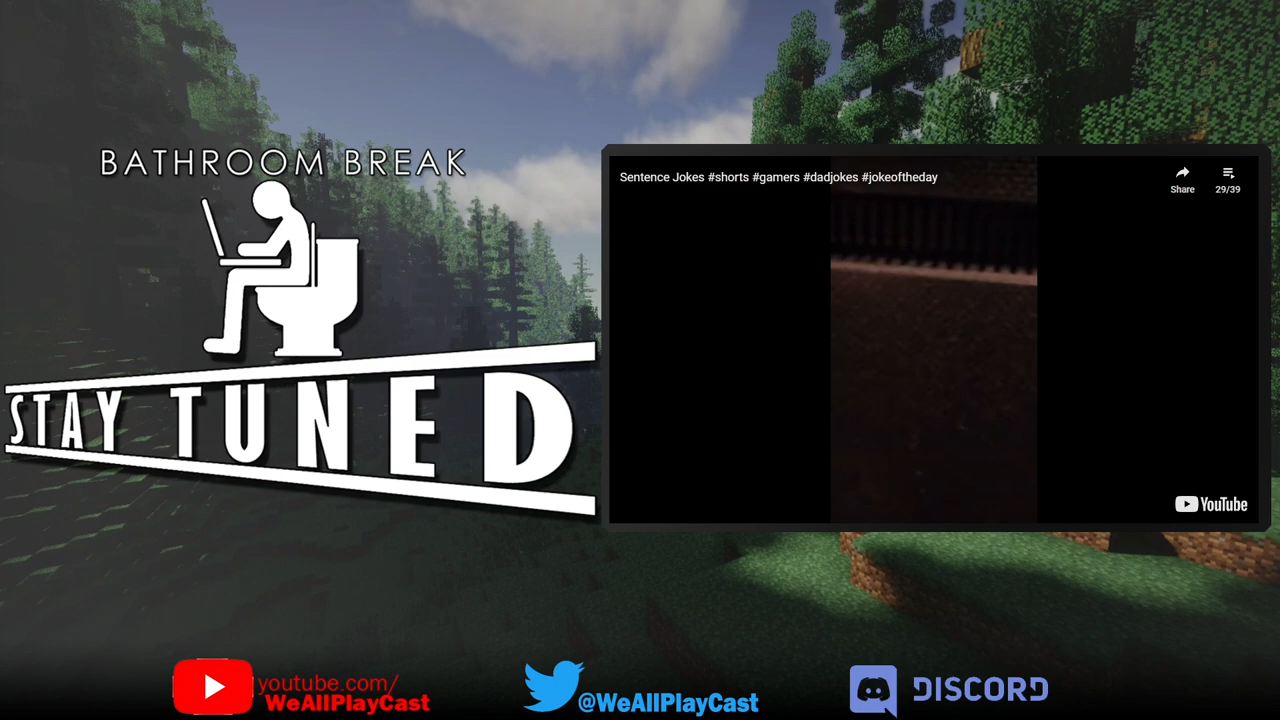 BATHROOM BREAK
STAY TUNED
Sentence Jokes #shorts #gamers #dadjokes #jokeoftheday
Share
29/39
YouTube
youtube.com/
WeAllPlayCast
@WeAllPlayCast
DISCORD